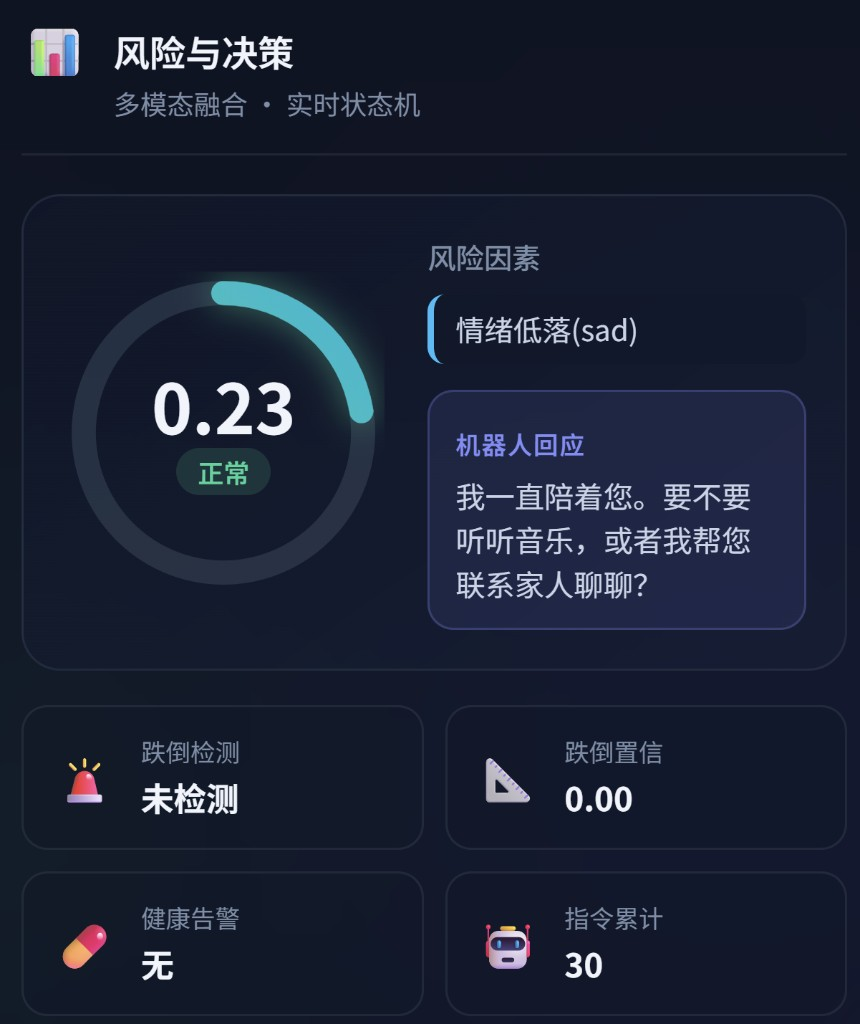 风险与决策
多模态融合 · 实时状态机
0.23
正常
风险因素
情绪低落(sad)
机器人回应
我一直陪着您。要不要
听听音乐，或者我帮您
联系家人聊聊？
跌倒检测
未检测
跌倒置信
0.00
健康告警
无
指令累计
30